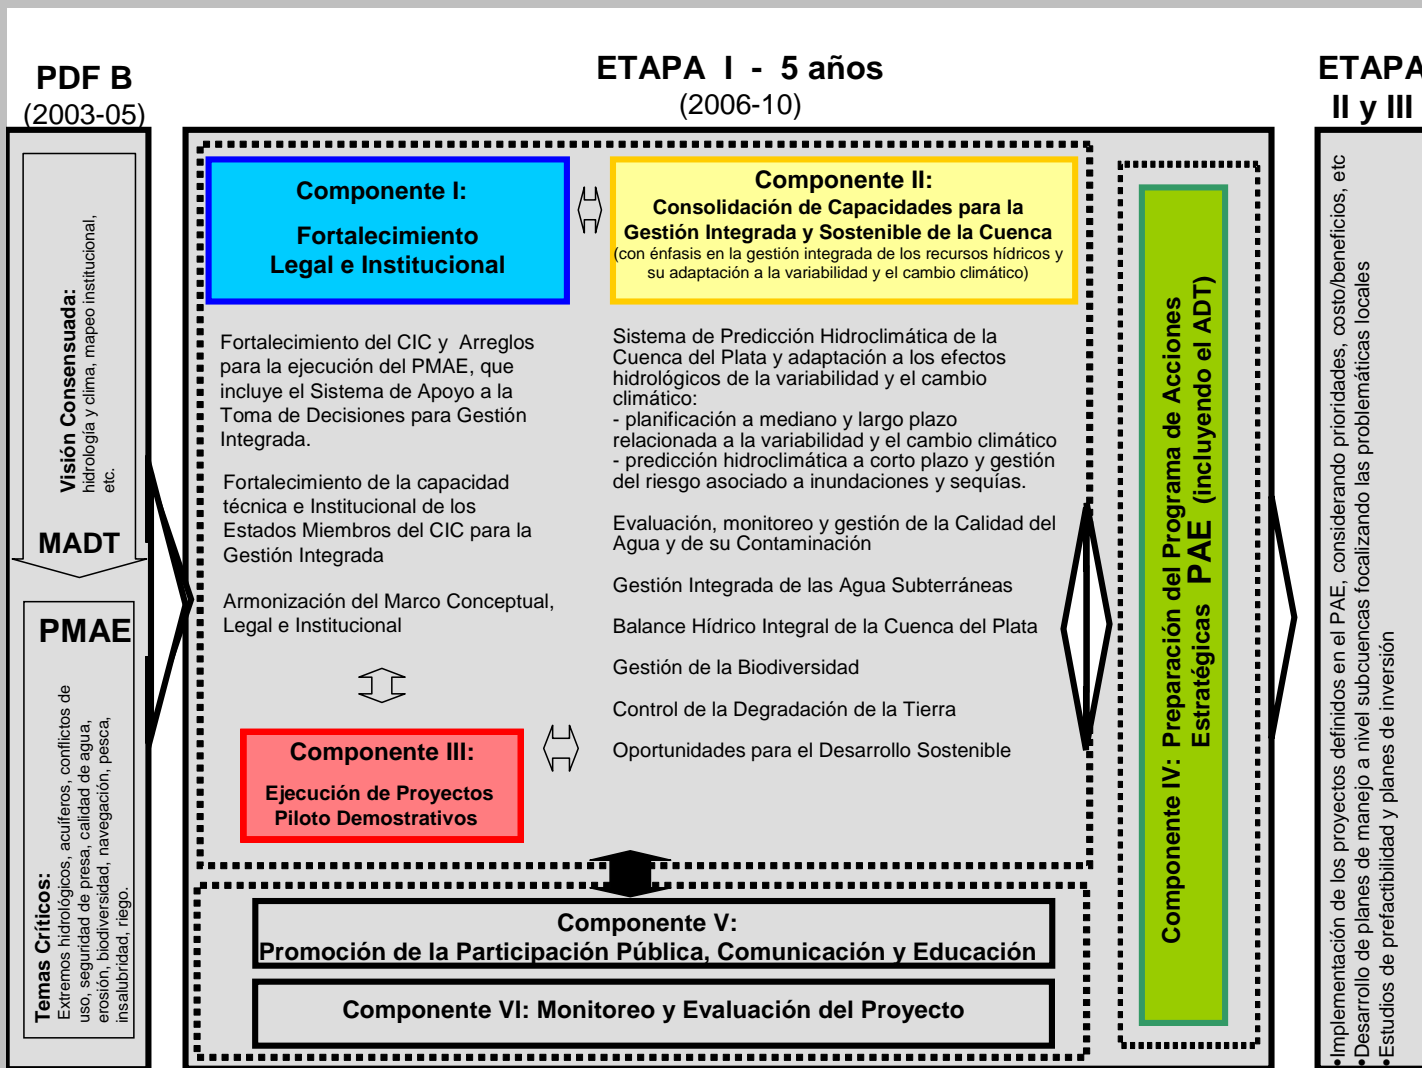 PDF B
(2003-05)
Visión Consensuada:
hidrología y clima, mapeo institucional,
etc.
MADT
PMAE
Temas Críticos:
Extremos hidrológicos, acuíferos, conflictos de
uso, seguridad de presa, calidad de agua,
erosión, biodiversidad, navegación, pesca,
insalubridad, riego.
ETAPA I - 5 años
(2006-10)
Componente I:
Fortalecimiento
Legal e Institucional
Fortalecimiento del CIC y Arreglos
para la ejecución del PMAE, que
incluye el Sistema de Apoyo a la
Toma de Decisiones para Gestión
Integrada.
Fortalecimiento de la capacidad
técnica e Institucional de los
Estados Miembros del CIC para la
Gestión Integrada
Armonización del Marco Conceptual,
Legal e Institucional
Componente II:
Consolidación de Capacidades para la
Gestión Integrada y Sostenible de la Cuenca
(con énfasis en la gestión integrada de los recursos hídricos y
su adaptación a la variabilidad y el cambio climático)
Sistema de Predicción Hidroclimática de la
Cuenca del Plata y adaptación a los efectos
hidrológicos de la variabilidad y el cambio
climático:
- planificación a mediano y largo plazo
relacionada a la variabilidad y el cambio climático
- predicción hidroclimática a corto plazo y gestión
del riesgo asociado a inundaciones y sequías.
Evaluación, monitoreo y gestión de la Calidad del
Agua y de su Contaminación
Gestión Integrada de las Agua Subterráneas
Balance Hídrico Integral de la Cuenca del Plata
Gestión de la Biodiversidad
Control de la Degradación de la Tierra
Oportunidades para el Desarrollo Sostenible
Componente III:
Ejecución de Proyectos
Piloto Demostrativos
Componente V:
Promoción de la Participación Pública, Comunicación y Educación
Componente VI: Monitoreo y Evaluación del Proyecto
Componente IV: Preparación del Programa de Acciones
Estratégicas PAE (incluyendo el ADT)
ETAPA
II y III
•Implementación de los proyectos definidos en el PAE, considerando prioridades, costo/beneficios, etc
•Desarrollo de planes de manejo a nivel subcuencas focalizando las problemáticas locales
•Estudios de prefactibilidad y planes de inversión